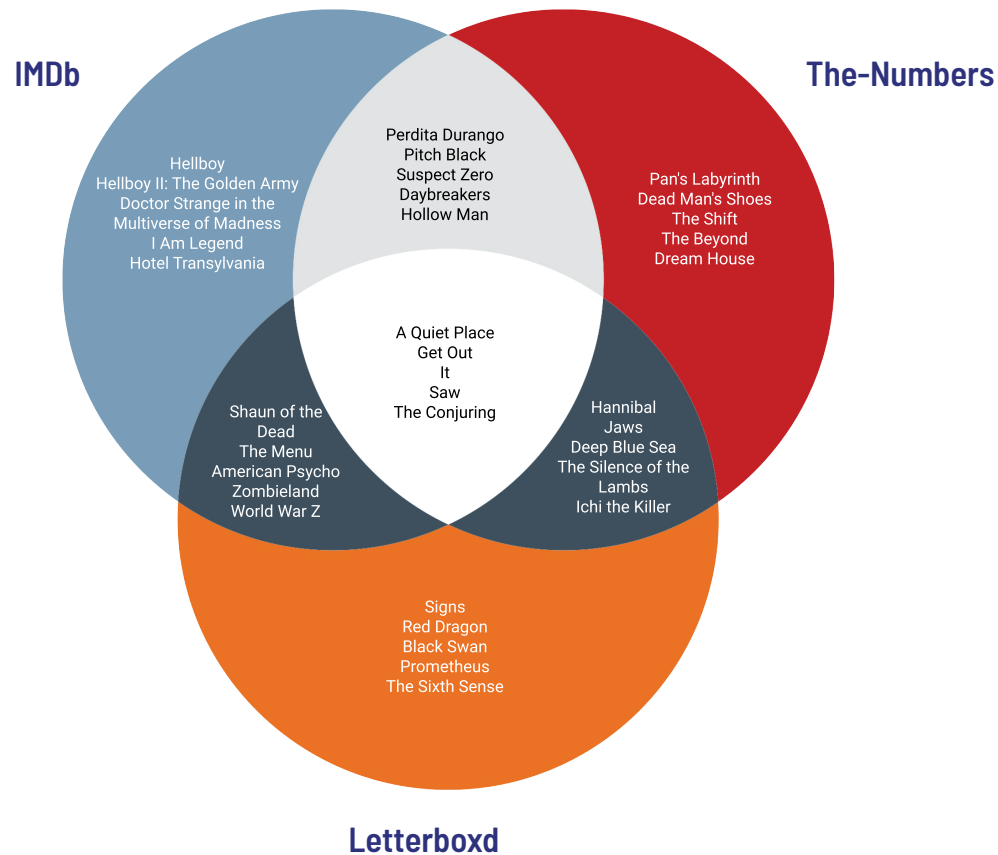 IMDb
The-Numbers
Perdita Durango
Pitch Black
Suspect Zero
Daybreakers
Hollow Man
Hellboy
Hellboy II: The Golden Army
Doctor Strange in the
Multiverse of Madness
I Am Legend
Hotel Transylvania
Pan's Labyrinth
Dead Man's Shoes
The Shift
The Beyond
Dream House
A Quiet Place
Get Out
It
Saw
The Conjuring
Shaun of the
Dead
The Menu
American Psycho
Zombieland
World War Z
Hannibal
Jaws
Deep Blue Sea
The Silence of the
Lambs
Ichi the Killer
Signs
Red Dragon
Black Swan
Prometheus
The Sixth Sense
Letterboxd